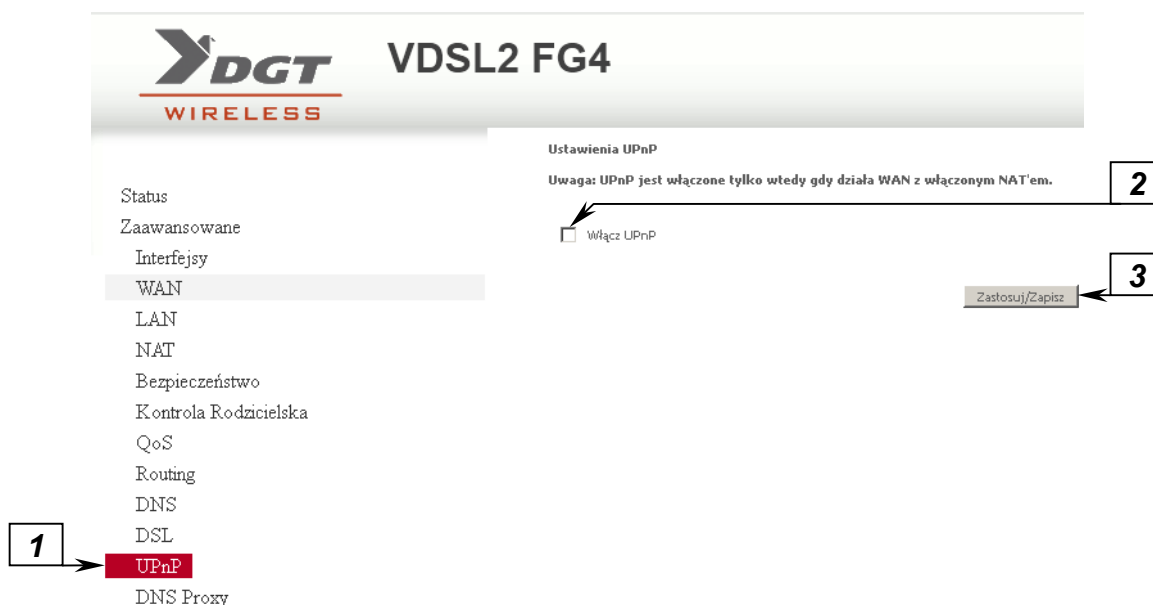 DGT
WIRELESS
VDSL2 FG4
Ustawienia UPnP
Uwaga: UPnP jest włączone tylko wtedy gdy działa WAN z włączonym NAT'em.
2
Włącz UPnP
3
Zastosuj/Zapisz
Status
Zaawansowane
Interfejsy
WAN
LAN
NAT
Bezpieczeństwo
Kontrola Rodzicielska
QoS
Routing
DNS
DSL
1
UPnP
DNS Proxy